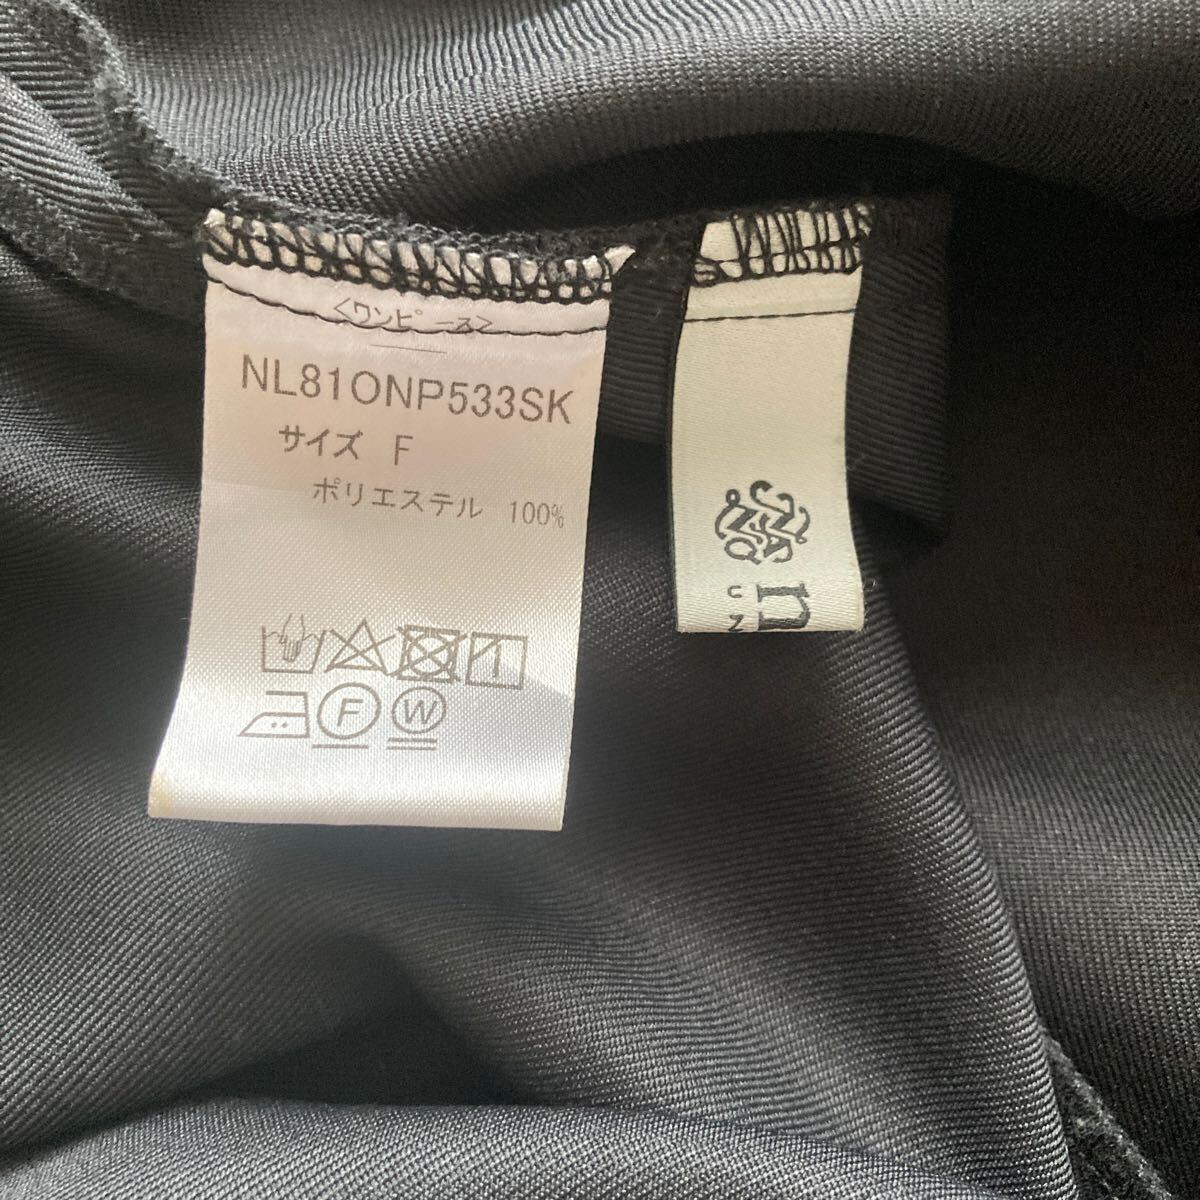 <ワンピース>
NL81ONP533SK
サイズ F
ポリエステル 100%
F
W
n